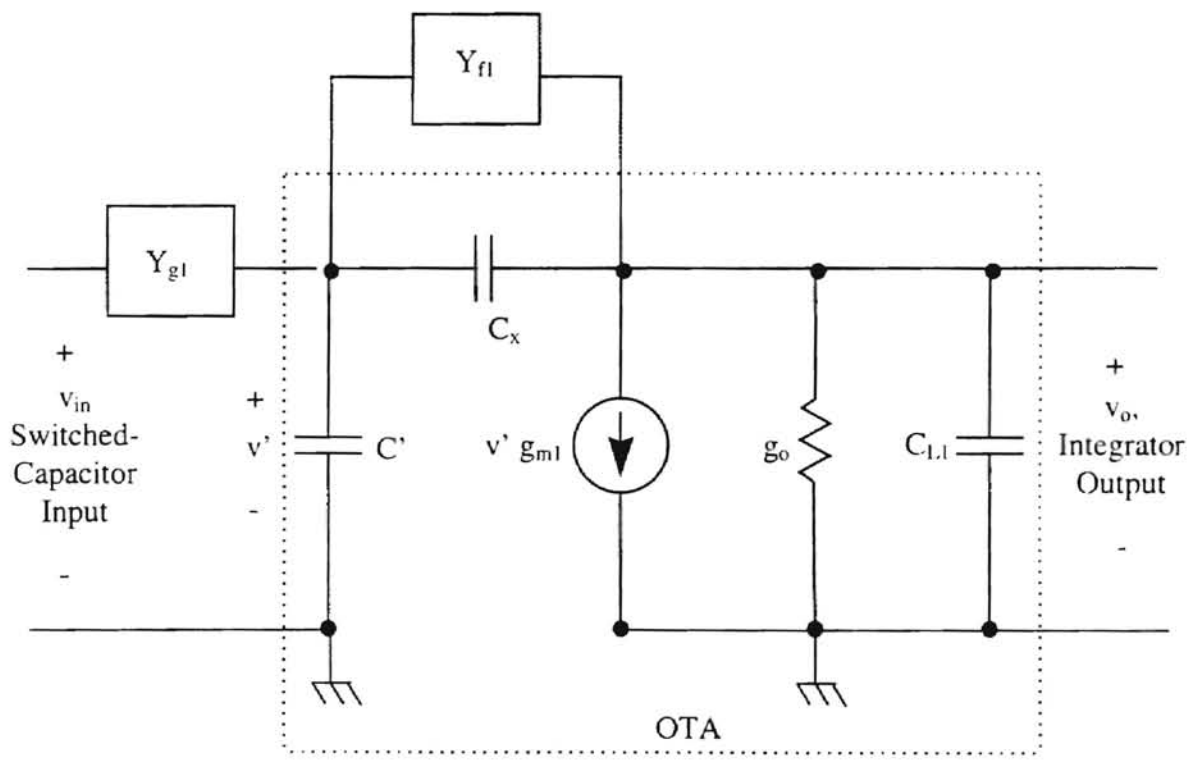 Yf1
Yg1
Cx
+
vin
Switched-
Capacitor
Input
-
+
v'
-
C'
v' gm1
go
CL1
+
vo,
Integrator
Output
-
OTA